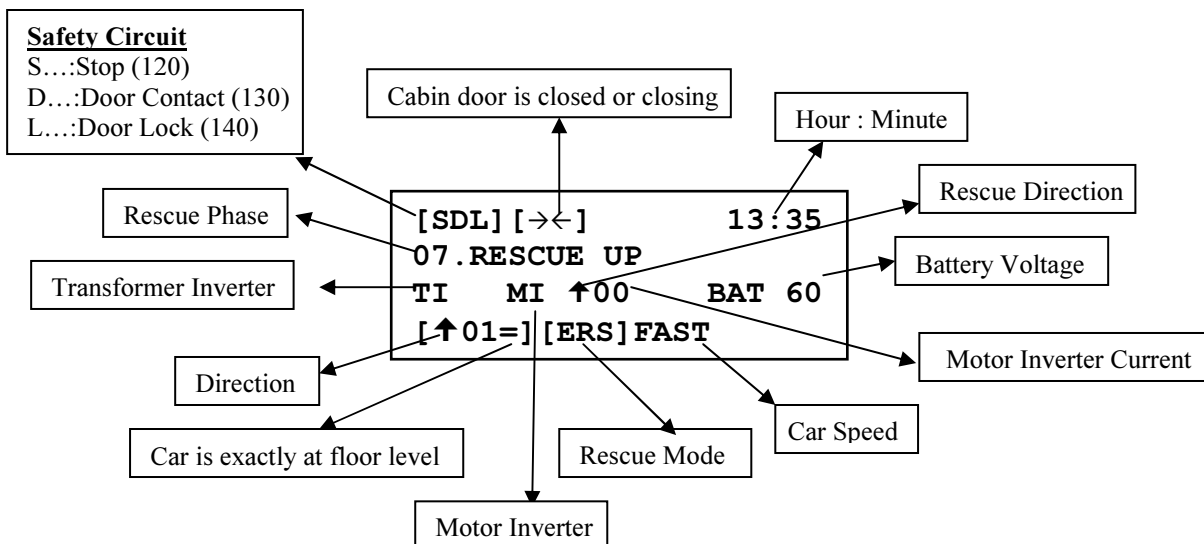 Safety Circuit
S…:Stop (120)
D…:Door Contact (130)
L…:Door Lock (140)
Cabin door is closed or closing
Hour : Minute
Rescue Phase
Rescue Direction
Transformer Inverter
Battery Voltage
[SDL][→←] 13:35
07.RESCUE UP
TI MI ↑00 BAT 60
[↑01=][ERS]FAST
Direction
Motor Inverter Current
Car is exactly at floor level
Rescue Mode
Car Speed
Motor Inverter